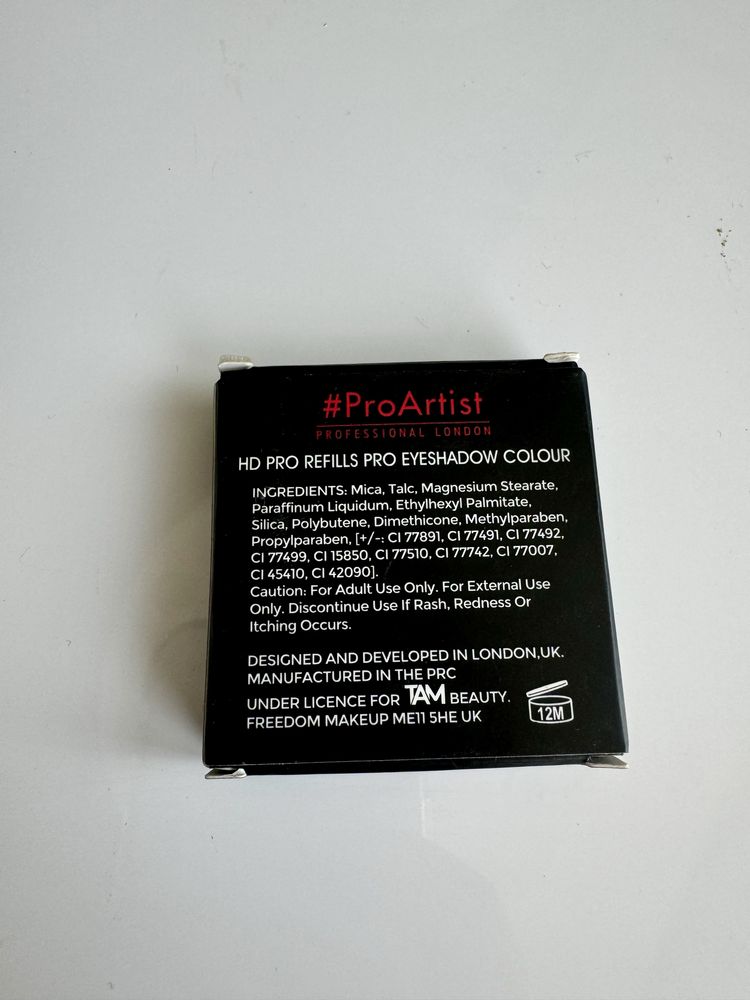 #ProArtist
PROFESSIONAL LONDON
HD PRO REFILLS PRO EYESHADOW COLOUR
INGREDIENTS: Mica, Talc, Magnesium Stearate,
Paraffinum Liquidum, Ethylhexyl Palmitate,
Silica, Polybutene, Dimethicone, Methylparaben,
Propylparaben, [+/-: CI 77891, CI 77491, CI 77492,
CI 77499, CI 15850, CI 77510, CI 77742, CI 77007,
CI 45410, CI 42090].
Caution: For Adult Use Only. For External Use
Only. Discontinue Use If Rash, Redness Or
Itching Occurs.
DESIGNED AND DEVELOPED IN LONDON,UK.
MANUFACTURED IN THE PRC
UNDER LICENCE FOR TAM BEAUTY.
FREEDOM MAKEUP ME11 5HE UK
12M